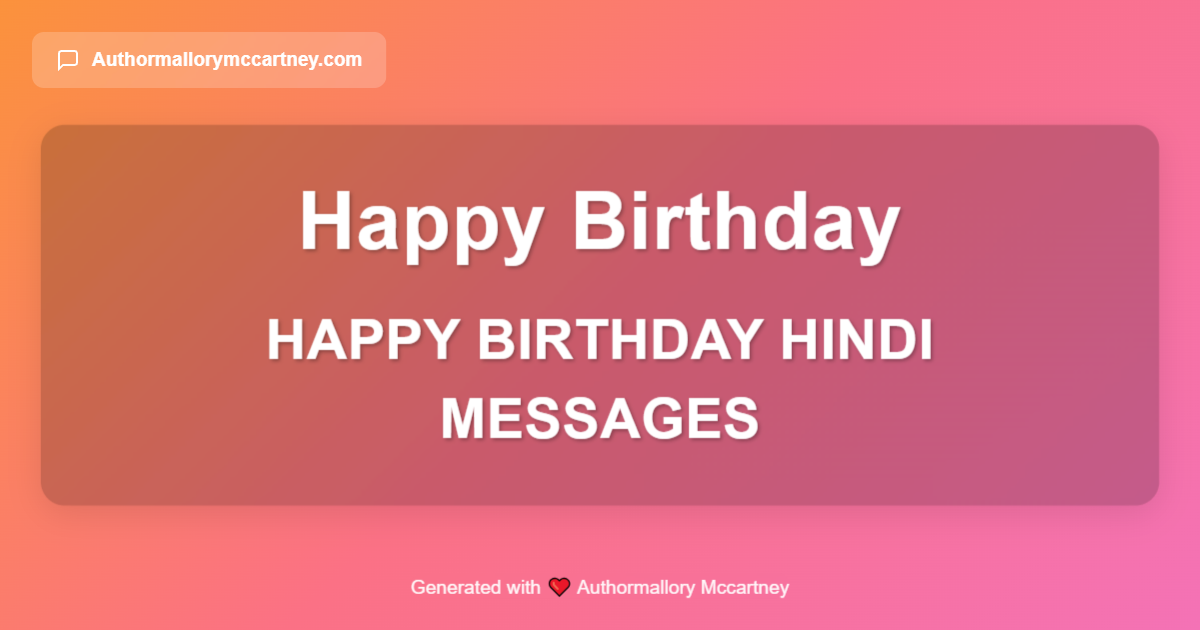 Authormallorymccartney.com
Happy Birthday
HAPPY BIRTHDAY HINDI
MESSAGES
Generated with ❤️ Authormallory Mccartney